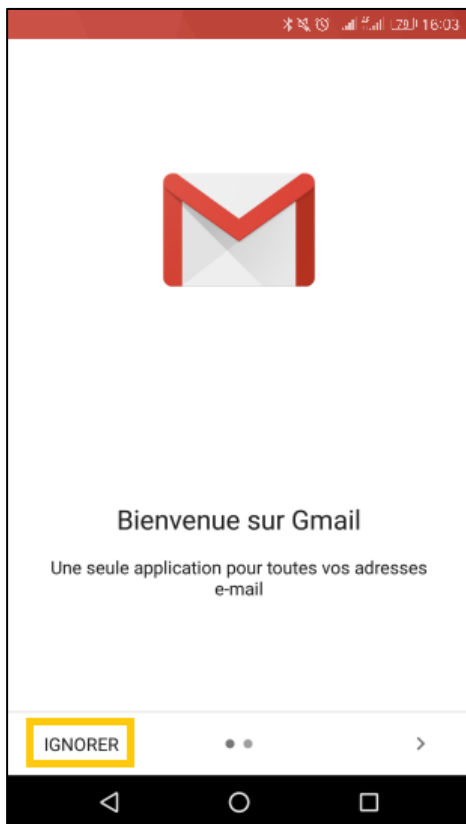 16:03
Bienvenue sur Gmail
Une seule application pour toutes vos adresses
e-mail
IGNORER